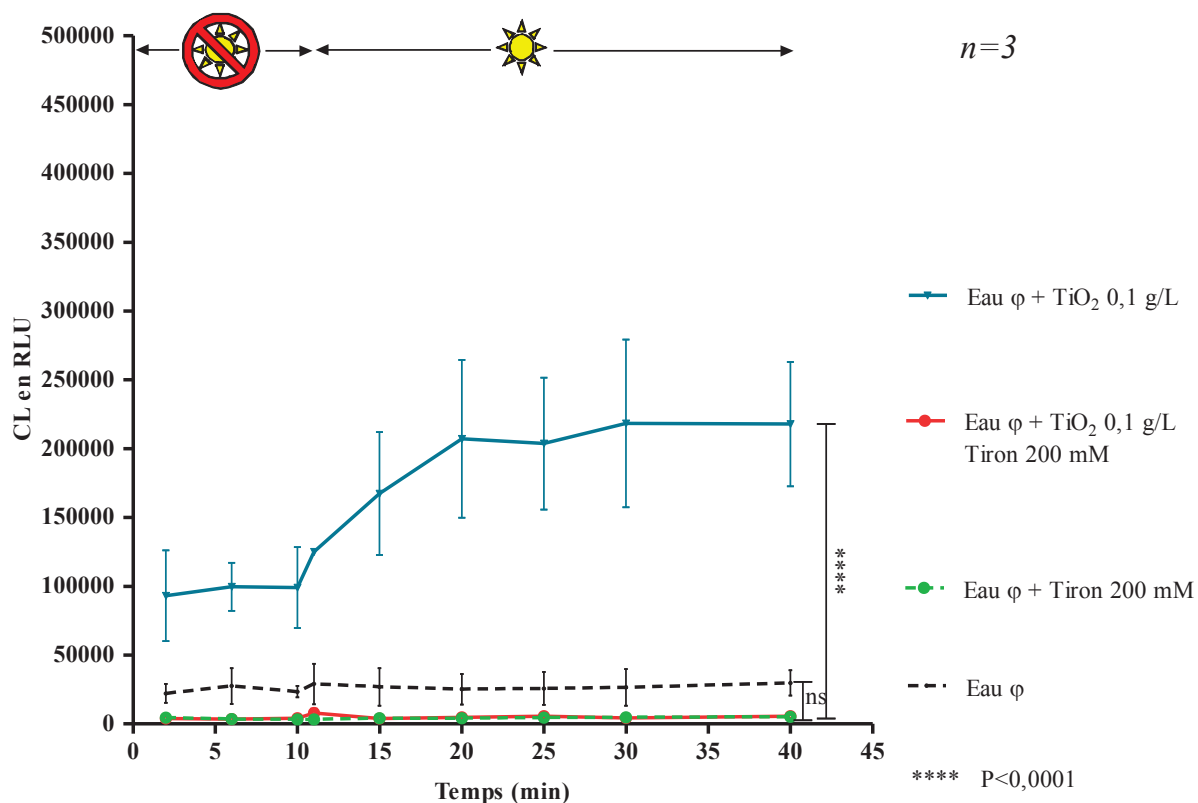 n=3
500000
450000
400000
350000
300000
250000
200000
150000
100000
50000
0
CL en RLU
0 5 10 15 20 25 30 35 40 45
Temps (min)
****
ns
Eau φ + TiO₂ 0,1 g/L
Eau φ + TiO₂ 0,1 g/L
Tiron 200 mM
Eau φ + Tiron 200 mM
Eau φ
**** P<0,0001